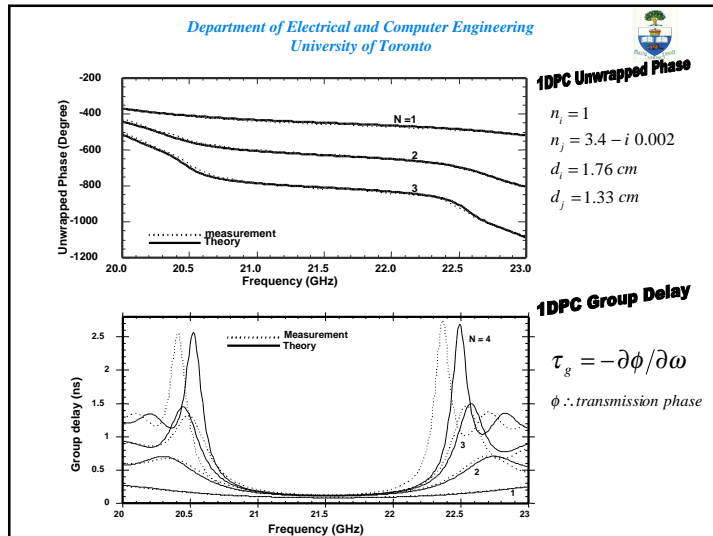 Department of Electrical and Computer Engineering
University of Toronto
1DPC Unwrapped Phase
n_i = 1
n_j = 3.4 − i 0.002
d_i = 1.76 cm
d_j = 1.33 cm
Unwrapped Phase (Degree)
-200
-400
-600
-800
-1000
-1200
N =1
2
3
measurement
Theory
20.0 20.5 21.0 21.5 22.0 22.5 23.0
Frequency (GHz)
1DPC Group Delay
τ_g = −∂ϕ/∂ω
ϕ ∴ transmission phase
Group delay (ns)
2.5
2
1.5
1
0.5
0
Measurement
Theory
N = 4
3
2
1
20 20.5 21 21.5 22 22.5 23
Frequency (GHz)